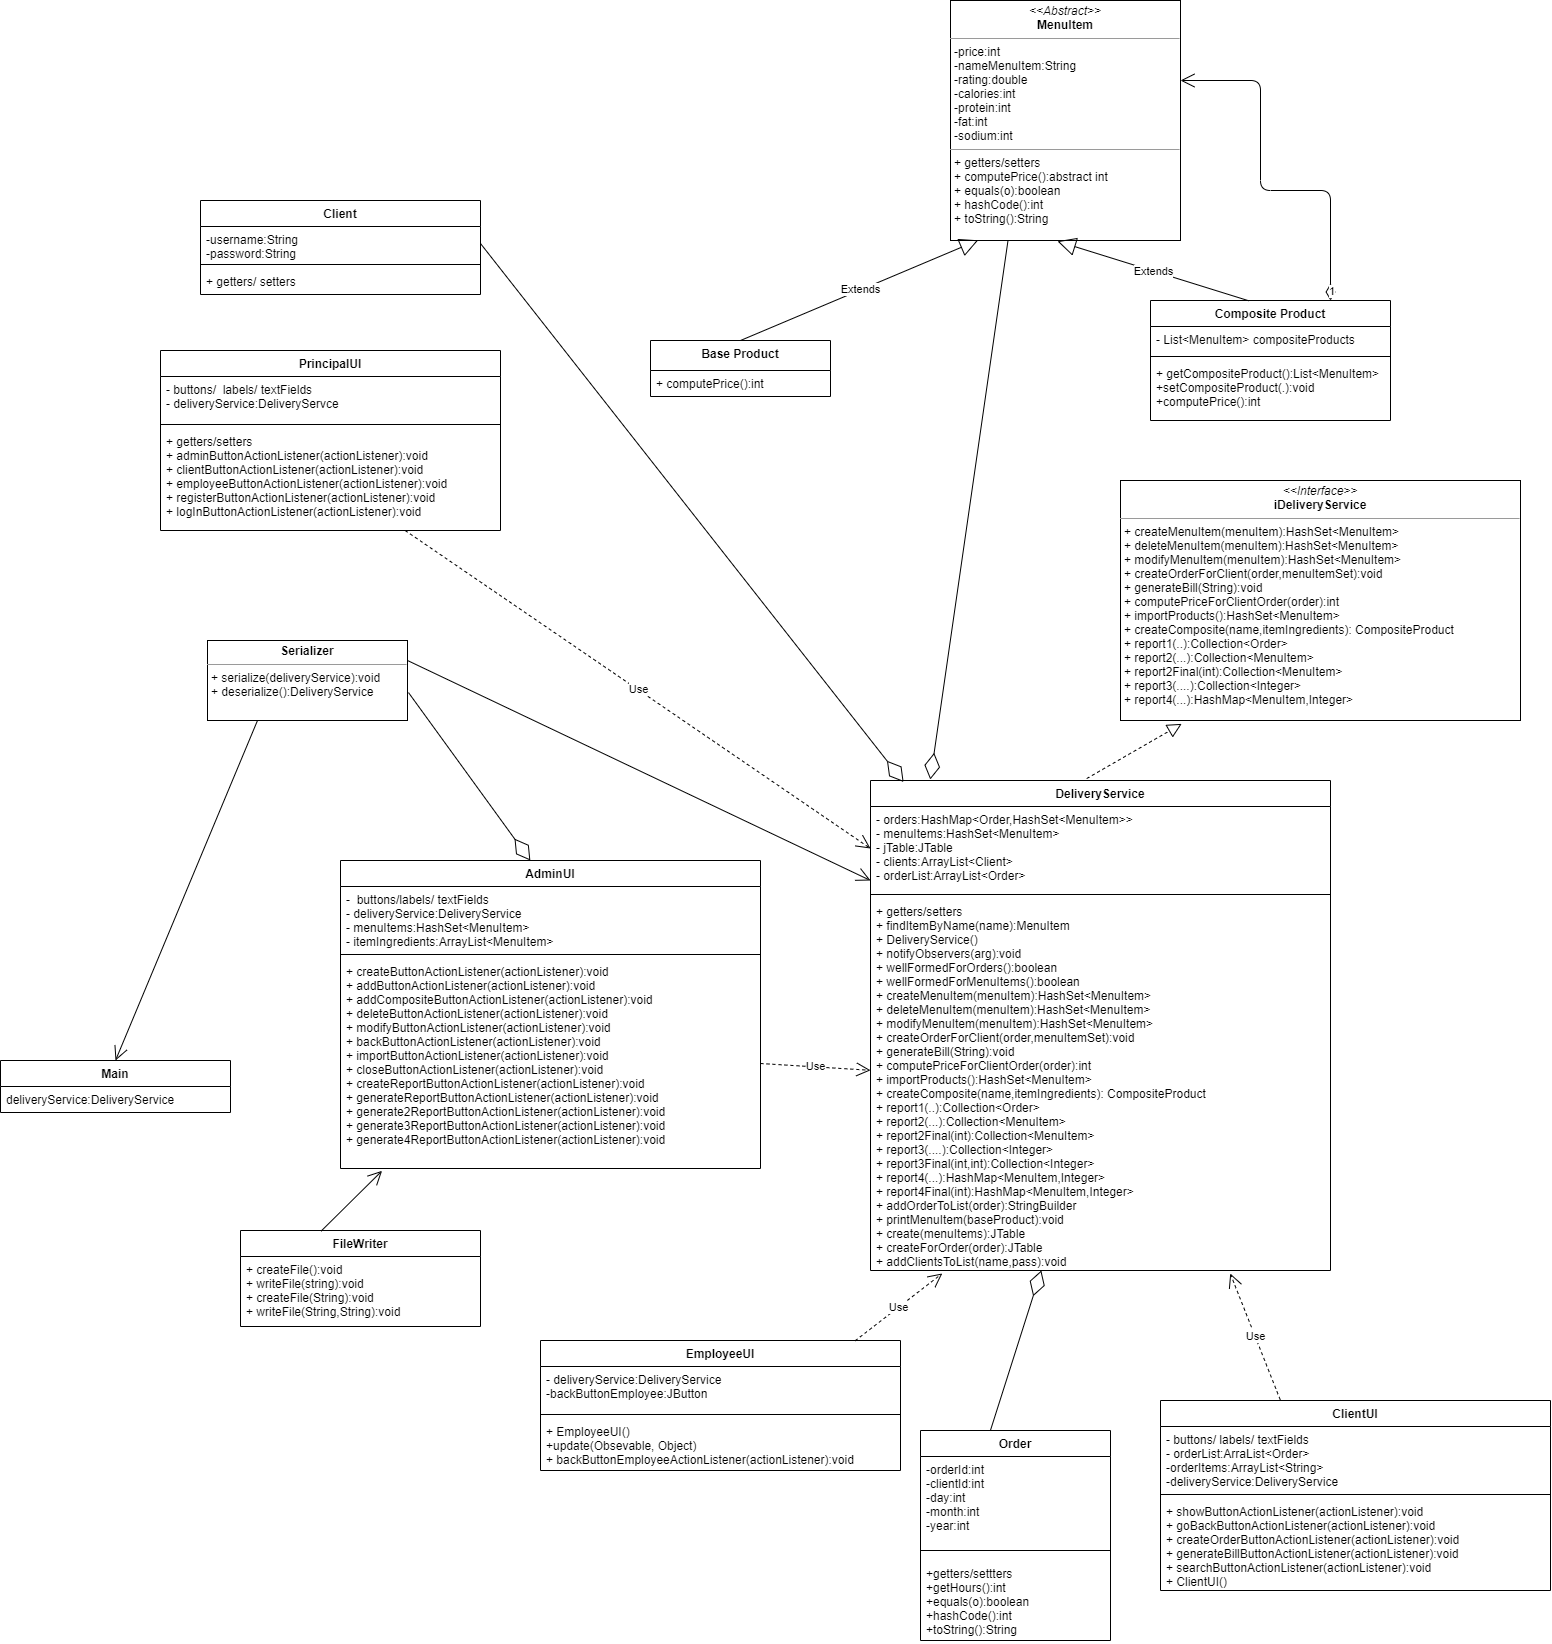 <<Abstract>>
MenuItem
-price:int
-nameMenuItem:String
-rating:double
-calories:int
-protein:int
-fat:int
-sodium:int
+ getters/setters
+ computePrice():abstract int
+ equals(o):boolean
+ hashCode():int
+ toString():String
Client
-username:String
-password:String
+ getters/ setters
Extends
Extends
1
Base Product
+ computePrice():int
Composite Product
- List<MenuItem> compositeProducts
+ getCompositeProduct():List<MenuItem>
+setCompositeProduct(.):void
+computePrice():int
PrincipalUI
- buttons/  labels/ textFields
- deliveryService:DeliveryServce
+ getters/setters
+ adminButtonActionListener(actionListener):void
+ clientButtonActionListener(actionListener):void
+ employeeButtonActionListener(actionListener):void
+ registerButtonActionListener(actionListener):void
+ logInButtonActionListener(actionListener):void
<<Interface>>
iDeliveryService
+ createMenuItem(menuItem):HashSet<MenuItem>
+ deleteMenuItem(menuItem):HashSet<MenuItem>
+ modifyMenuItem(menuItem):HashSet<MenuItem>
+ createOrderForClient(order,menuItemSet):void
+ generateBill(String):void
+ computePriceForClientOrder(order):int
+ importProducts():HashSet<MenuItem>
+ createComposite(name,itemIngredients): CompositeProduct
+ report1(..):Collection<Order>
+ report2(...):Collection<MenuItem>
+ report2Final(int):Collection<MenuItem>
+ report3(....):Collection<Integer>
+ report4(...):HashMap<MenuItem,Integer>
Serializer
+ serialize(deliveryService):void
+ deserialize():DeliveryService
Use
DeliveryService
- orders:HashMap<Order,HashSet<MenuItem>>
- menuItems:HashSet<MenuItem>
- jTable:JTable
- clients:ArrayList<Client>
- orderList:ArrayList<Order>
+ getters/setters
+ findItemByName(name):MenuItem
+ DeliveryService()
+ notifyObservers(arg):void
+ wellFormedForOrders():boolean
+ wellFormedForMenuItems():boolean
+ createMenuItem(menuItem):HashSet<MenuItem>
+ deleteMenuItem(menuItem):HashSet<MenuItem>
+ modifyMenuItem(menuItem):HashSet<MenuItem>
+ createOrderForClient(order,menuItemSet):void
+ generateBill(String):void
+ computePriceForClientOrder(order):int
+ importProducts():HashSet<MenuItem>
+ createComposite(name,itemIngredients): CompositeProduct
+ report1(..):Collection<Order>
+ report2(...):Collection<MenuItem>
+ report2Final(int):Collection<MenuItem>
+ report3(....):Collection<Integer>
+ report3Final(int,int):Collection<Integer>
+ report4(...):HashMap<MenuItem,Integer>
+ report4Final(int):HashMap<MenuItem,Integer>
+ addOrderToList(order):StringBuilder
+ printMenuItem(baseProduct):void
+ create(menuItems):JTable
+ createForOrder(order):JTable
+ addClientsToList(name,pass):void
AdminUI
-  buttons/labels/ textFields
- deliveryService:DeliveryService
- menuItems:HashSet<MenuItem>
- itemIngredients:ArrayList<MenuItem>
+ createButtonActionListener(actionListener):void
+ addButtonActionListener(actionListener):void
+ addCompositeButtonActionListener(actionListener):void
+ deleteButtonActionListener(actionListener):void
+ modifyButtonActionListener(actionListener):void
+ backButtonActionListener(actionListener):void
+ importButtonActionListener(actionListener):void
+ closeButtonActionListener(actionListener):void
+ createReportButtonActionListener(actionListener):void
+ generateReportButtonActionListener(actionListener):void
+ generate2ReportButtonActionListener(actionListener):void
+ generate3ReportButtonActionListener(actionListener):void
+ generate4ReportButtonActionListener(actionListener):void
Use
Main
deliveryService:DeliveryService
FileWriter
+ createFile():void
+ writeFile(string):void
+ createFile(String):void
+ writeFile(String,String):void
Use
Use
EmployeeUI
- deliveryService:DeliveryService
-backButtonEmployee:JButton
+ EmployeeUI()
+update(Obsevable, Object)
+ backButtonEmployeeActionListener(actionListener):void
Order
-orderId:int
-clientId:int
-day:int
-month:int
-year:int
+getters/settters
+getHours():int
+equals(o):boolean
+hashCode():int
+toString():String
ClientUI
- buttons/ labels/ textFields
- orderList:ArraList<Order>
-orderItems:ArrayList<String>
-deliveryService:DeliveryService
+ showButtonActionListener(actionListener):void
+ goBackButtonActionListener(actionListener):void
+ createOrderButtonActionListener(actionListener):void
+ generateBillButtonActionListener(actionListener):void
+ searchButtonActionListener(actionListener):void
+ ClientUI()